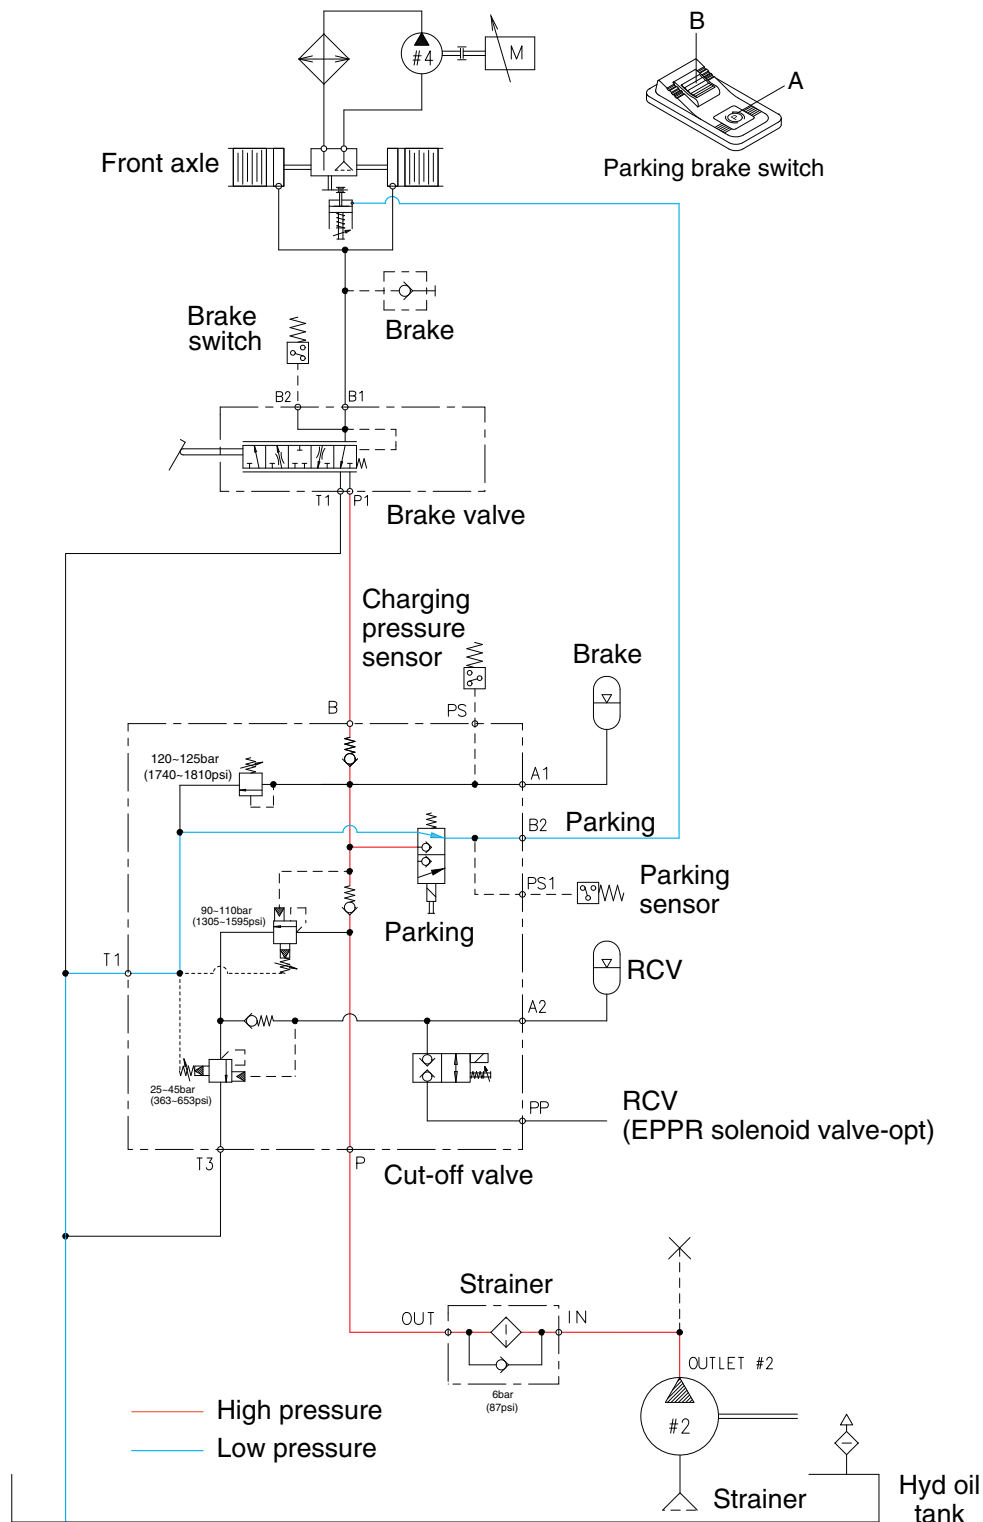 B
A
P
Parking brake switch
#4
M
Front axle
Brake
Brake
switch
B2
B1
T1
P1
Brake valve
Charging
pressure
sensor
Brake
B
PS
120~125bar
(1740~1810psi)
A1
B2
Parking
PS1
Parking
sensor
90~110bar
(1305~1595psi)
Parking
T1
RCV
A2
25~45bar
(363~653psi)
PP
RCV
(EPPR solenoid valve-opt)
T3
P
Cut-off valve
Strainer
OUT
IN
6bar
(87psi)
OUTLET #2
#2
High pressure
Low pressure
Strainer
Hyd oil
tank